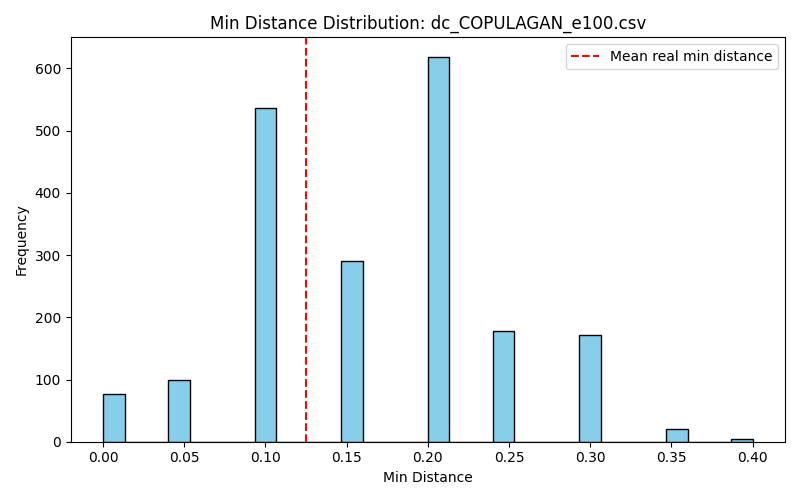 Min Distance Distribution: dc_COPULAGAN_e100.csv
Mean real min distance
600
500
400
300
200
100
0
Frequency
0.00 0.05 0.10 0.15 0.20 0.25 0.30 0.35 0.40
Min Distance